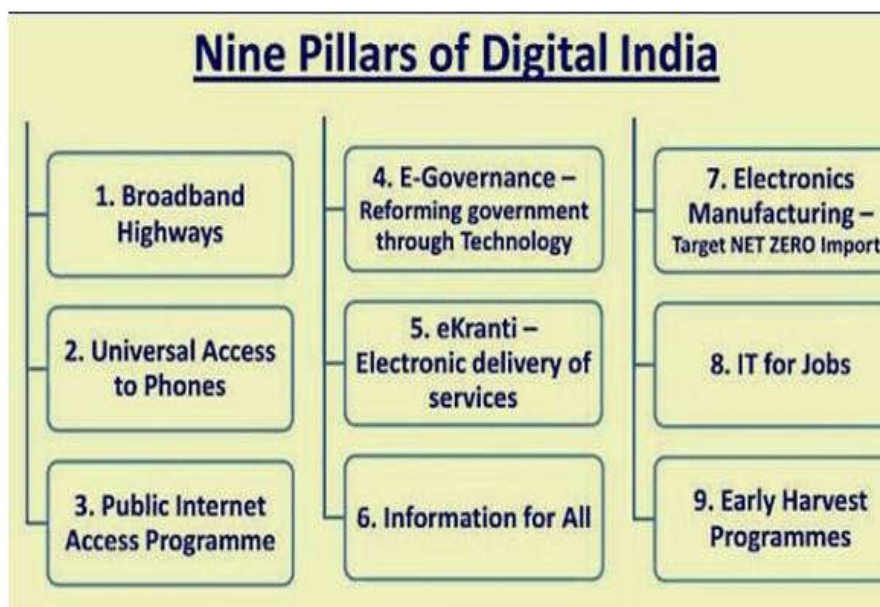 Nine Pillars of Digital India
1. Broadband
Highways
2. Universal Access
to Phones
3. Public Internet
Access Programme
4. E-Governance –
Reforming government
through Technology
5. eKranti –
Electronic delivery of
services
6. Information for All
7. Electronics
Manufacturing –
Target NET ZERO Import
8. IT for Jobs
9. Early Harvest
Programmes